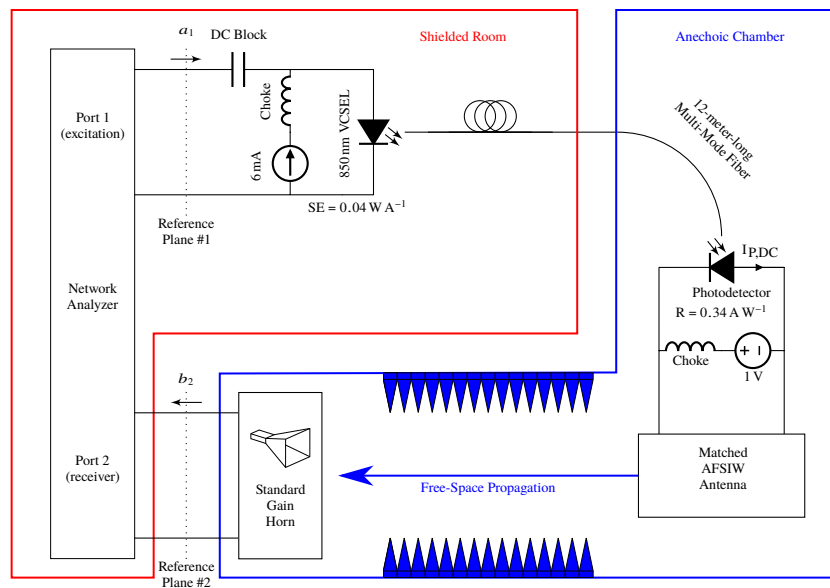 a1
DC Block
Shielded Room
Anechoic Chamber
Port 1
(excitation)
Choke
6 mA
850 nm VCSEL
12-meter-long
Multi-Mode Fiber
SE = 0.04 W A−1
Reference
Plane #1
IP,DC
Photodetector
R = 0.34 A W−1
Network
Analyzer
Choke
1 V
b2
Port 2
(receiver)
Standard
Gain
Horn
Free-Space Propagation
Matched
AFSIW
Antenna
Reference
Plane #2